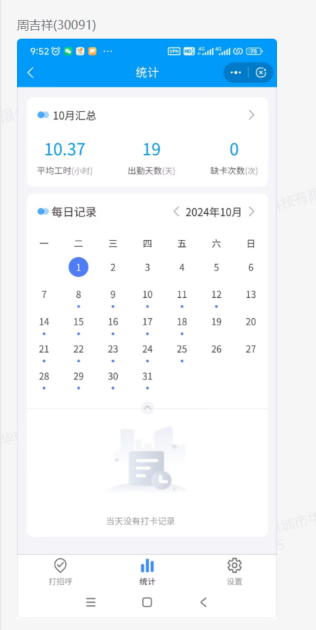 周吉祥(30091)
9:52
VPN HD 4G 4G 78
统计
10月汇总
10.37 19 0
平均工时(小时) 出勤天数(天) 缺卡次数(次)
每日记录 2024年10月
一 二 三 四 五 六 日
1 2 3 4 5 6
7 8 9 10 11 12 13
14 15 16 17 18 19 20
21 22 23 24 25 26 27
28 29 30 31
当天没有打卡记录
打招呼 统计 设置